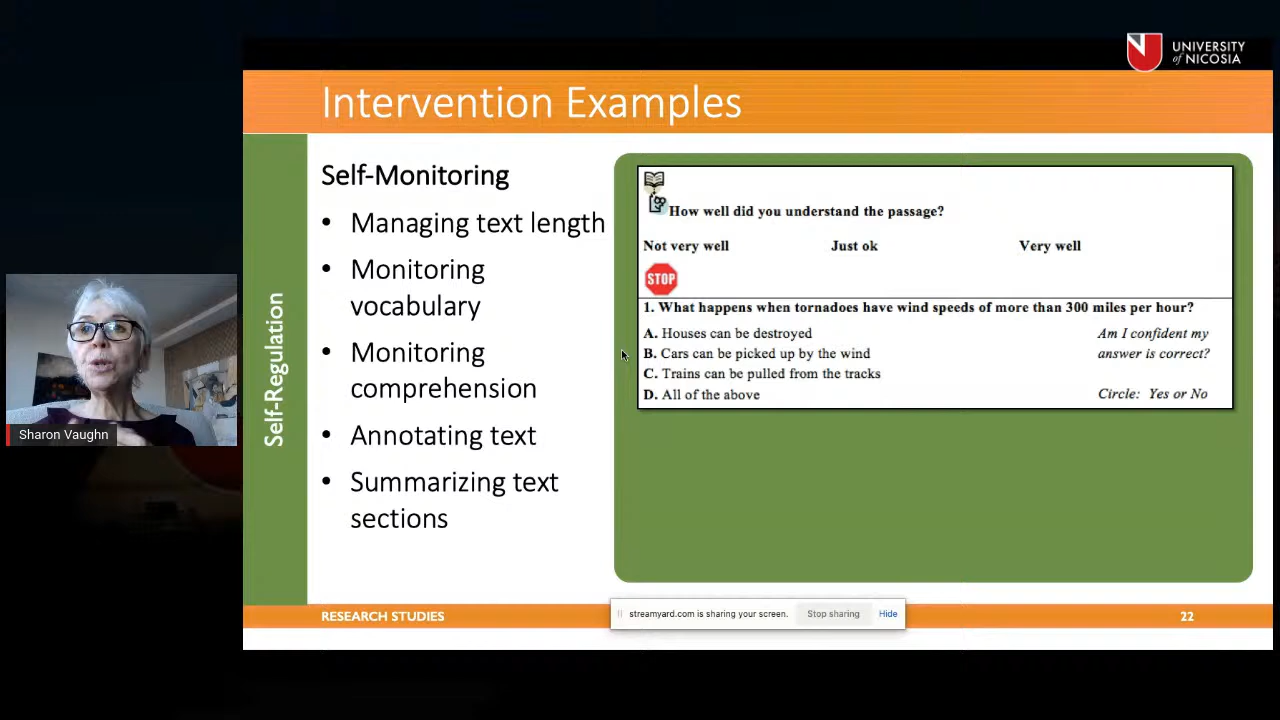 UNIVERSITY
of NICOSIA
Intervention Examples
Self-Regulation
Self-Monitoring
• Managing text length
• Monitoring
vocabulary
• Monitoring
comprehension
• Annotating text
• Summarizing text
sections
How well did you understand the passage?
Not very well Just ok Very well
STOP
1. What happens when tornadoes have wind speeds of more than 300 miles per hour?
A. Houses can be destroyed
B. Cars can be picked up by the wind
C. Trains can be pulled from the tracks
D. All of the above
Am I confident my
answer is correct?
Circle: Yes or No
Sharon Vaughn
RESEARCH STUDIES
streamyard.com is sharing your screen. Stop sharing Hide
22